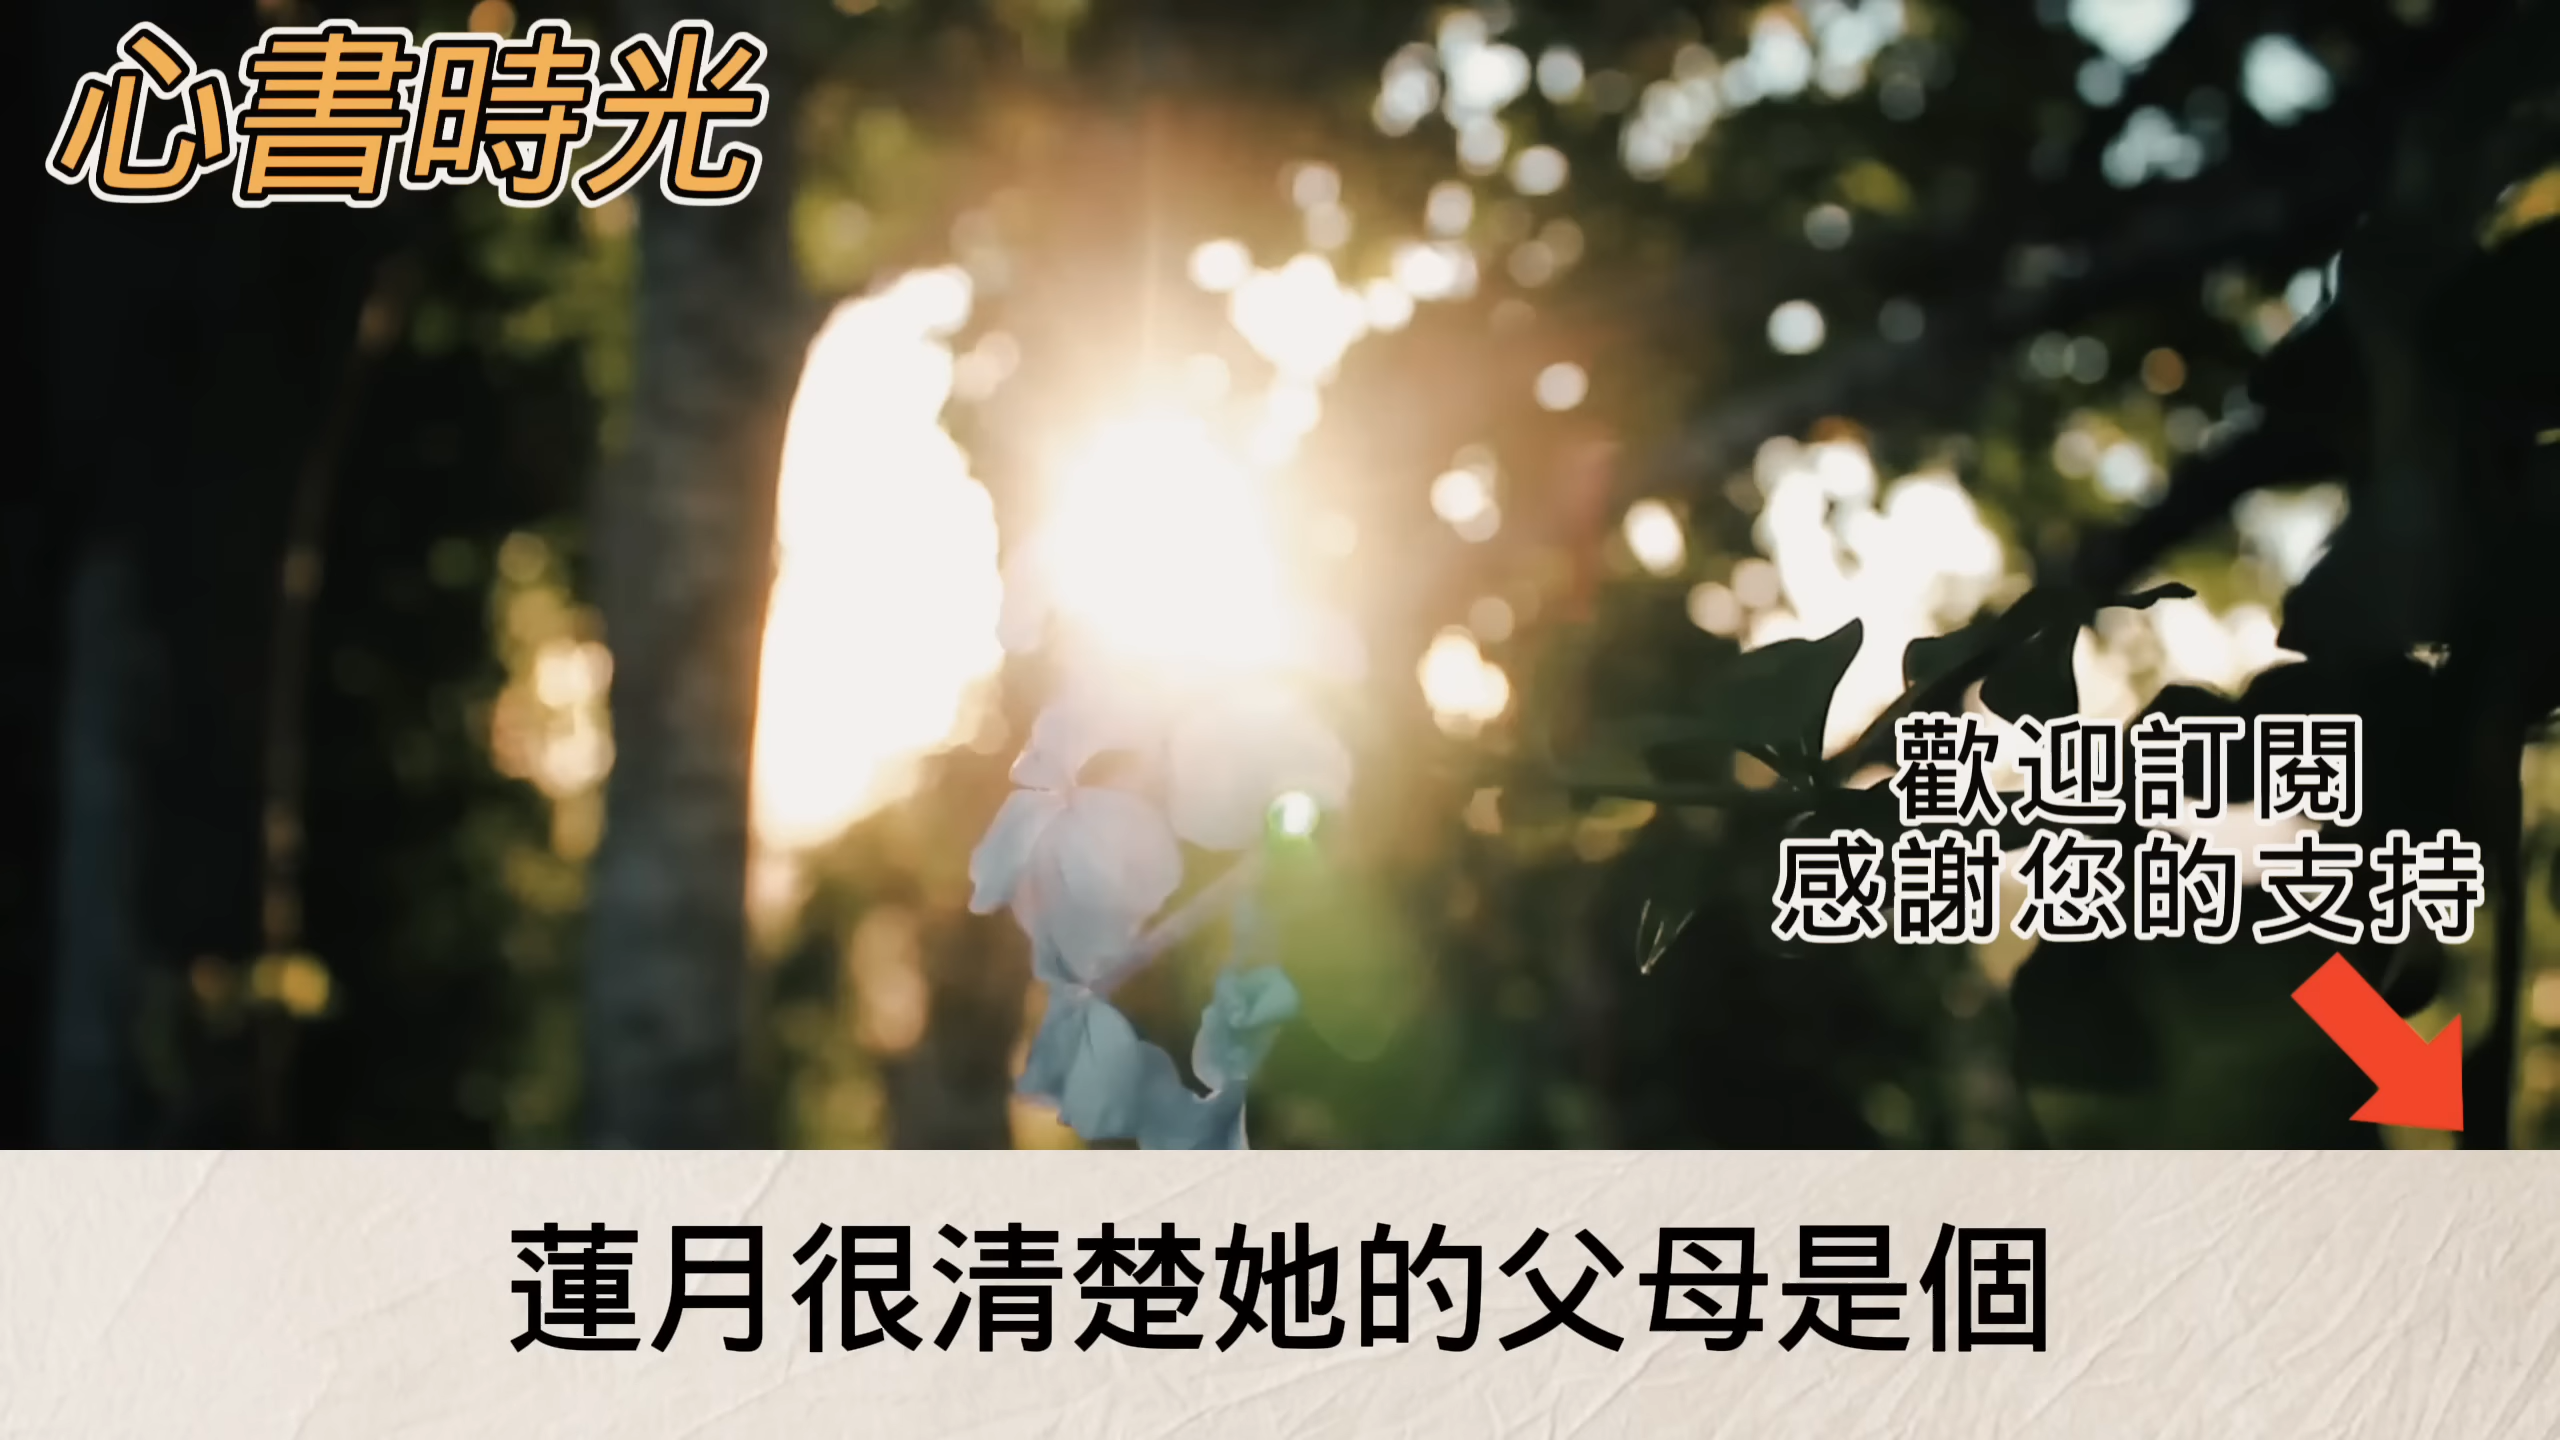 心書時光
歡迎訂閱
感謝您的支持
蓮月很清楚她的父母是個